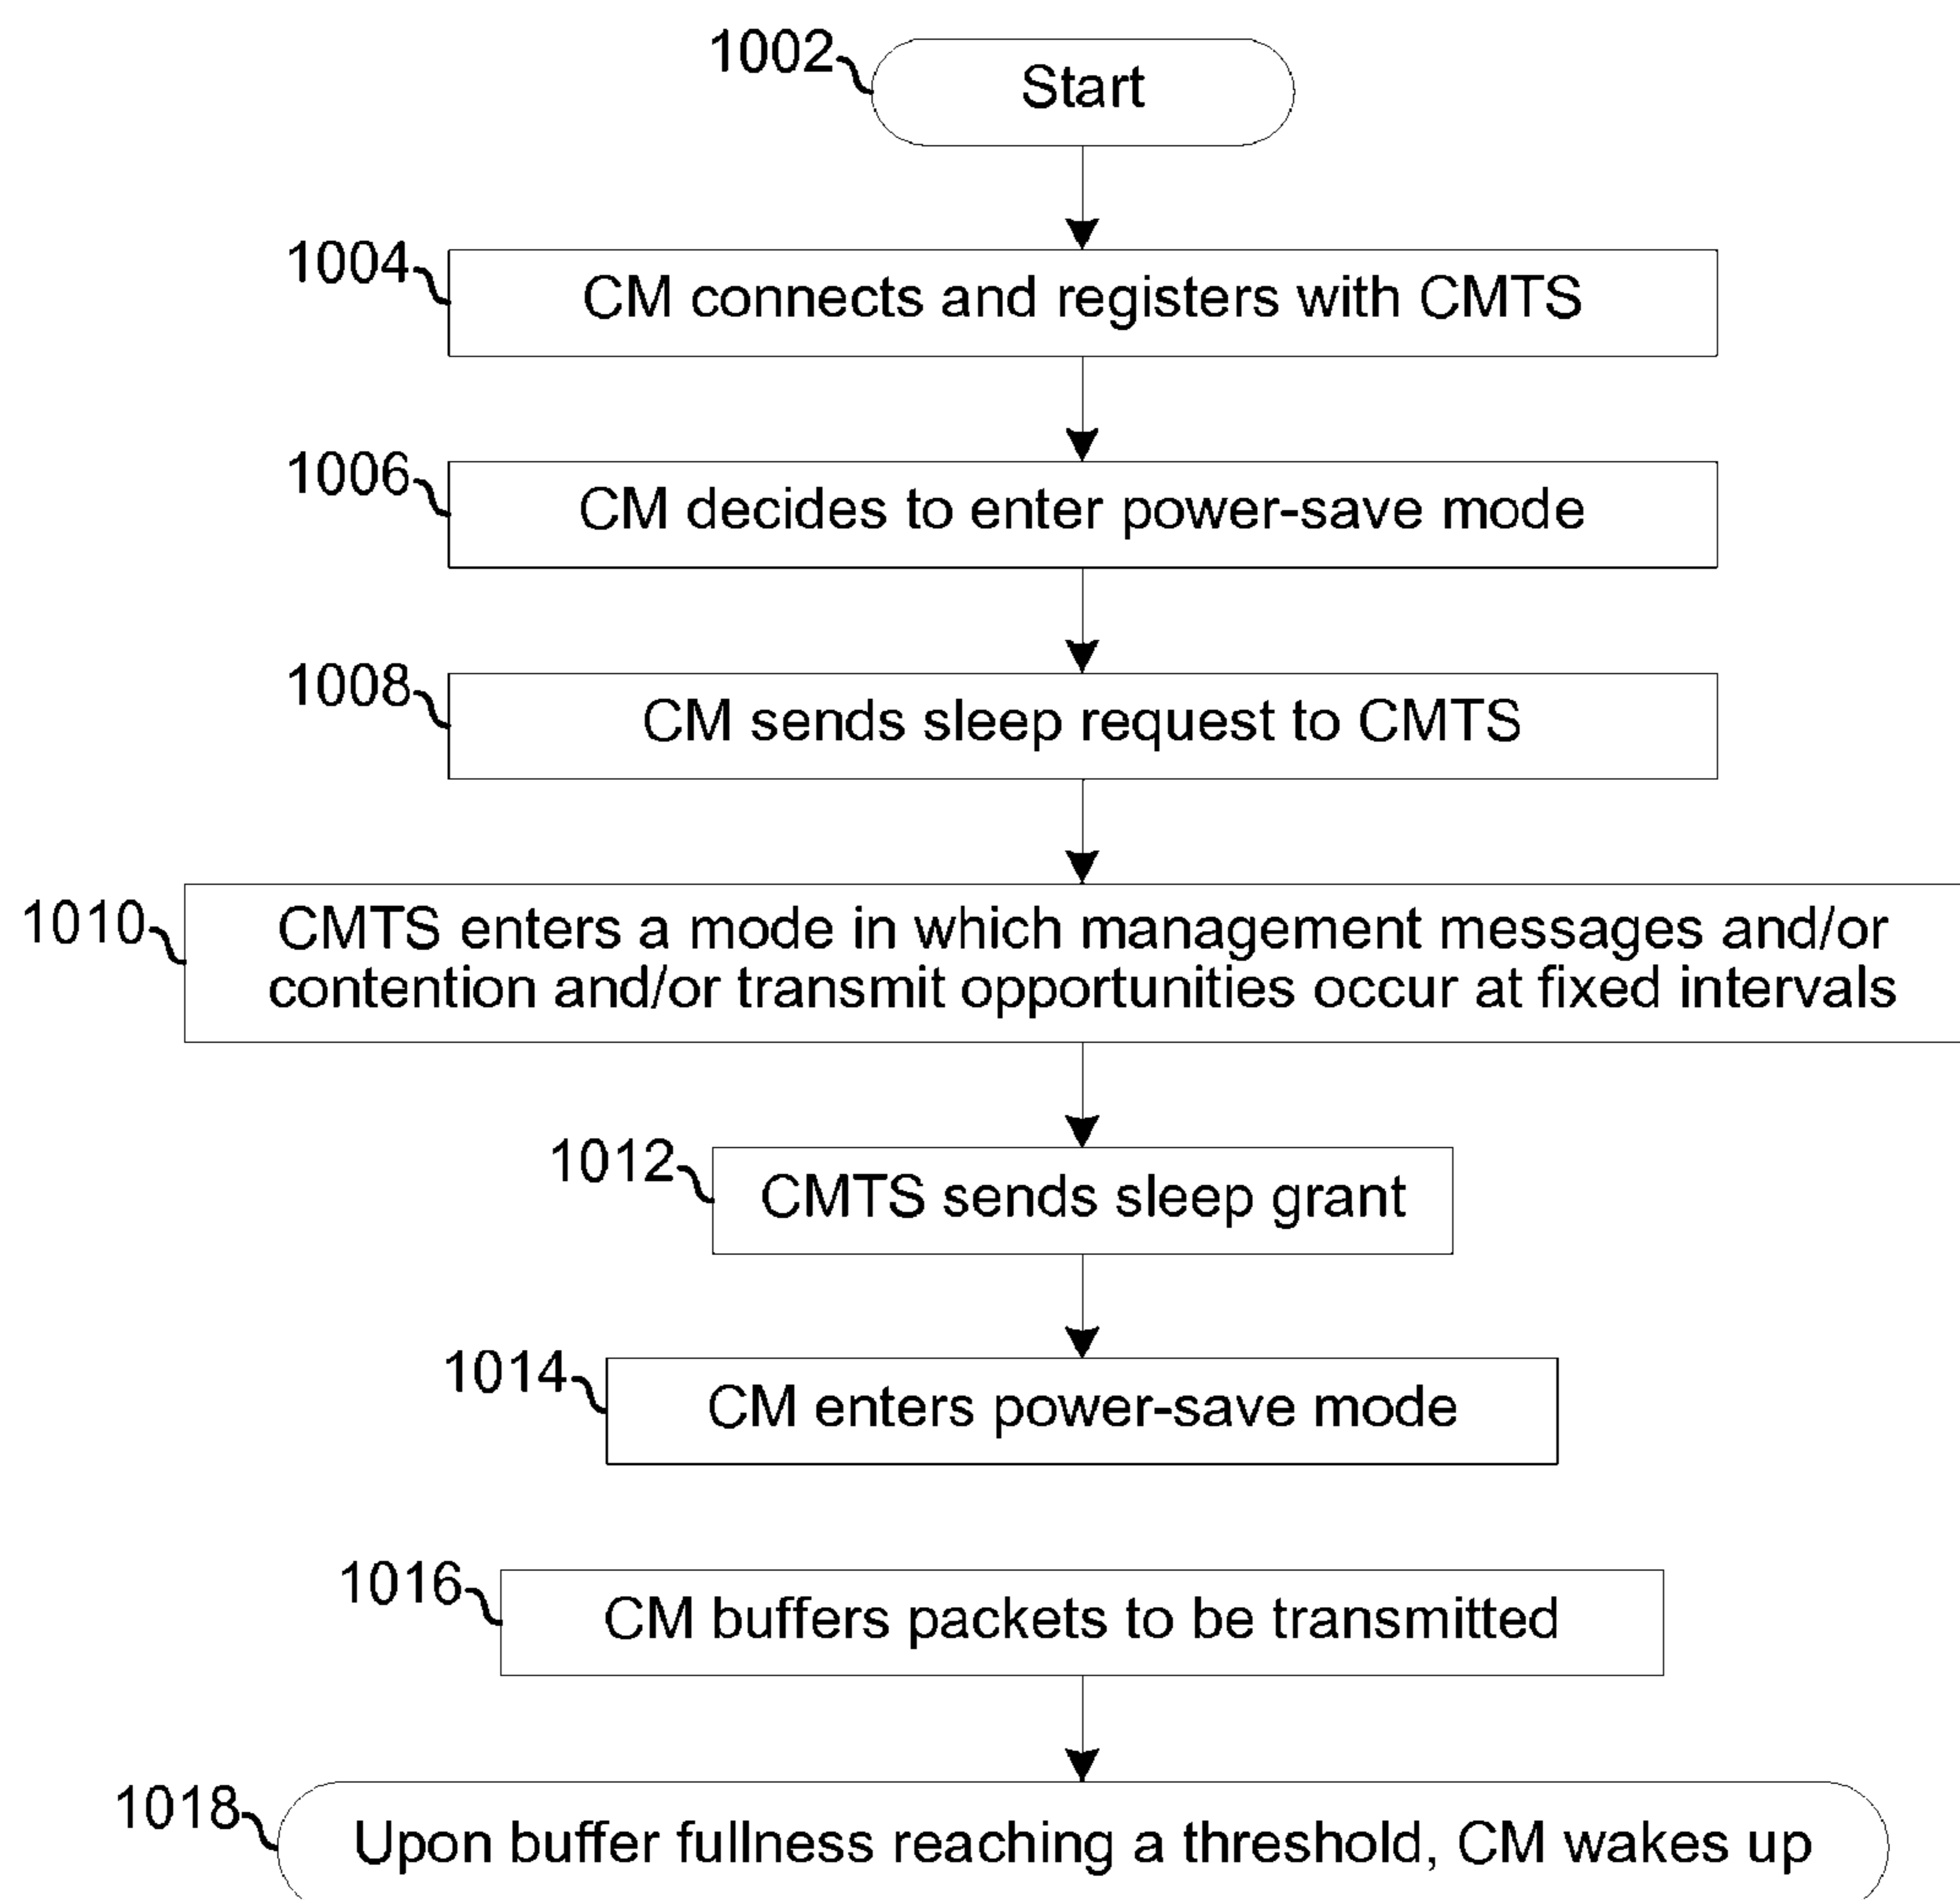 1002
Start
1004
CM connects and registers with CMTS
1006
CM decides to enter power-save mode
1008
CM sends sleep request to CMTS
1010
CMTS enters a mode in which management messages and/or
contention and/or transmit opportunities occur at fixed intervals
1012
CMTS sends sleep grant
1014
CM enters power-save mode
1016
CM buffers packets to be transmitted
1018
Upon buffer fullness reaching a threshold, CM wakes up